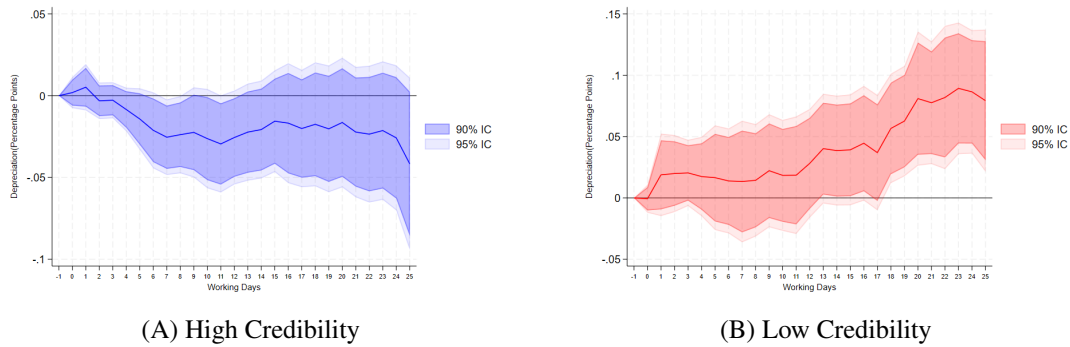 .05
0
-.05
-.1
Depreciation(Percentage Points)
-1 0 1 2 3 4 5 6 7 8 9 10 11 12 13 14 15 16 17 18 19 20 21 22 23 24 25
Working Days
90% IC
95% IC
(A) High Credibility
.15
.1
.05
0
-.05
Depreciation(Percentage Points)
-1 0 1 2 3 4 5 6 7 8 9 10 11 12 13 14 15 16 17 18 19 20 21 22 23 24 25
Working Days
90% IC
95% IC
(B) Low Credibility